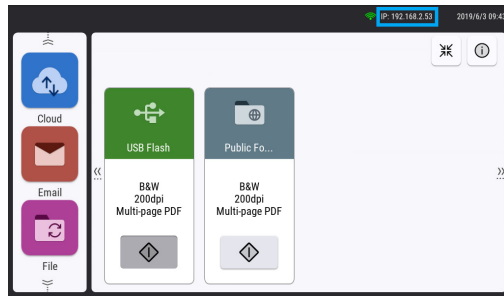 IP: 192.168.2.53 2019/6/3 09:43
Cloud
Email
File
USB Flash
B&W
200dpi
Multi-page PDF
Public Fo...
B&W
200dpi
Multi-page PDF